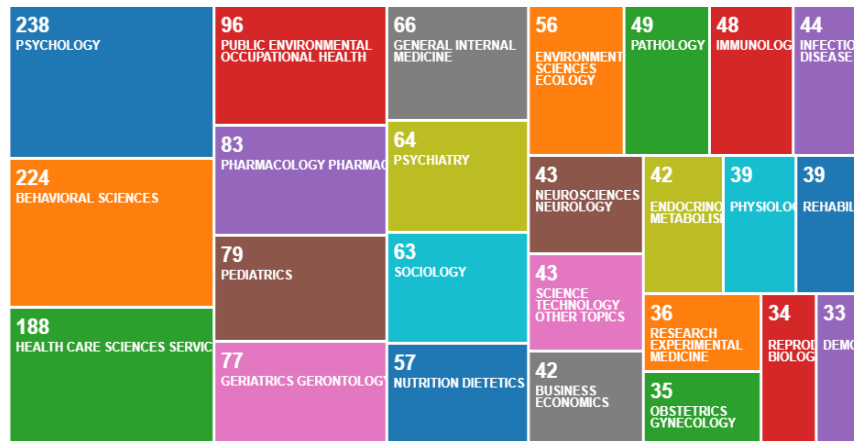 238
PSYCHOLOGY
224
BEHAVIORAL SCIENCES
188
HEALTH CARE SCIENCES SERVIC
96
PUBLIC ENVIRONMENTAL
OCCUPATIONAL HEALTH
83
PHARMACOLOGY PHARMAC
79
PEDIATRICS
77
GERIATRICS GERONTOLOGY
66
GENERAL INTERNAL
MEDICINE
64
PSYCHIATRY
63
SOCIOLOGY
57
NUTRITION DIETETICS
56
ENVIRONMENT
SCIENCES
ECOLOGY
49
PATHOLOGY
48
IMMUNOLOG
44
INFECTIO
DISEASE
43
NEUROSCIENCES
NEUROLOGY
43
SCIENCE
TECHNOLOGY
OTHER TOPICS
42
BUSINESS
ECONOMICS
42
ENDOCRINO
METABOLISM
39
PHYSIOLOG
39
REHABIL
36
RESEARCH
EXPERIMENTAL
MEDICINE
35
OBSTETRICS
GYNECOLOGY
34
REPROD
BIOLOG
33
DEMO